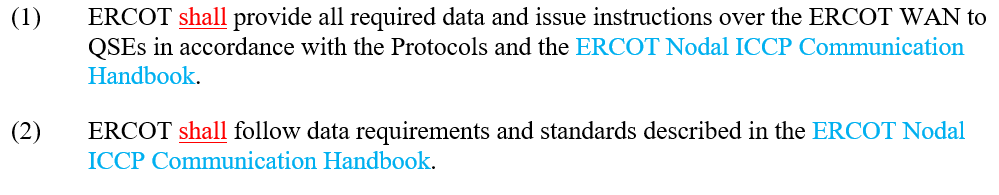 (1) ERCOT shall provide all required data and issue instructions over the ERCOT WAN to
QSEs in accordance with the Protocols and the ERCOT Nodal ICCP Communication
Handbook.
(2) ERCOT shall follow data requirements and standards described in the ERCOT Nodal
ICCP Communication Handbook.